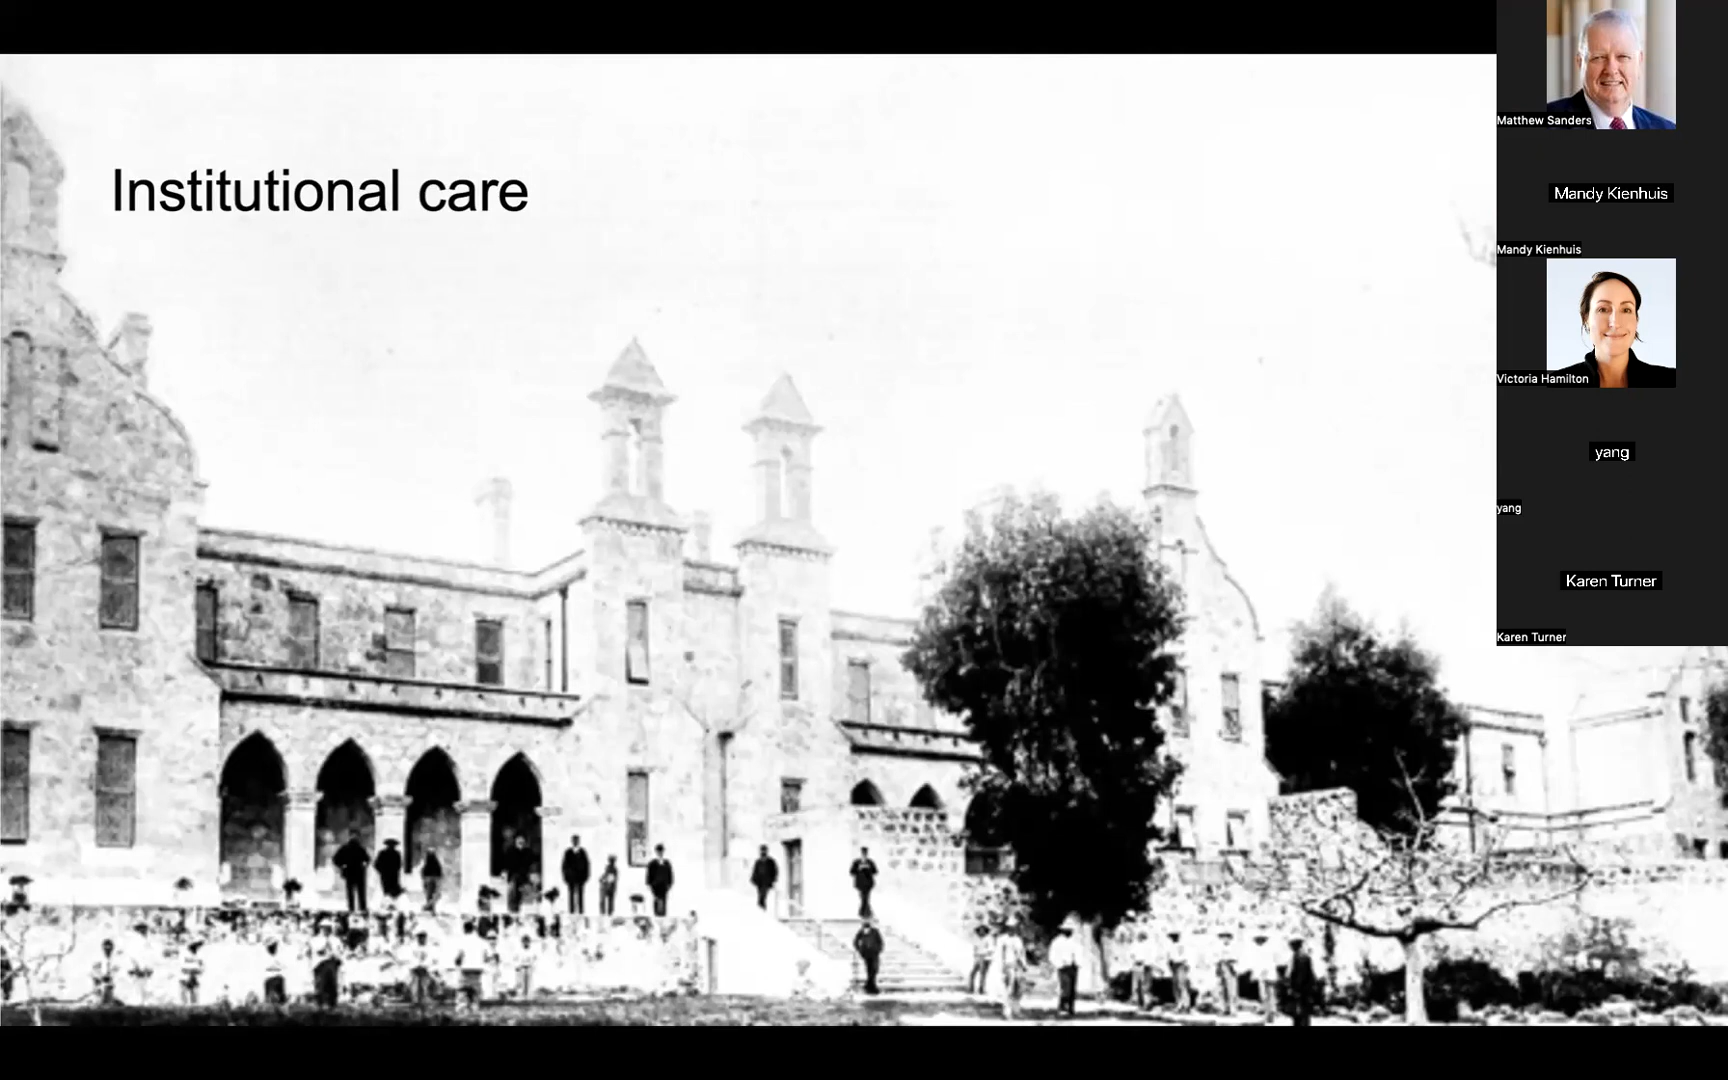 Institutional care
Matthew Sanders
Mandy Kienhuis
Mandy Kienhuis
Victoria Hamilton
yang
yang
Karen Turner
Karen Turner